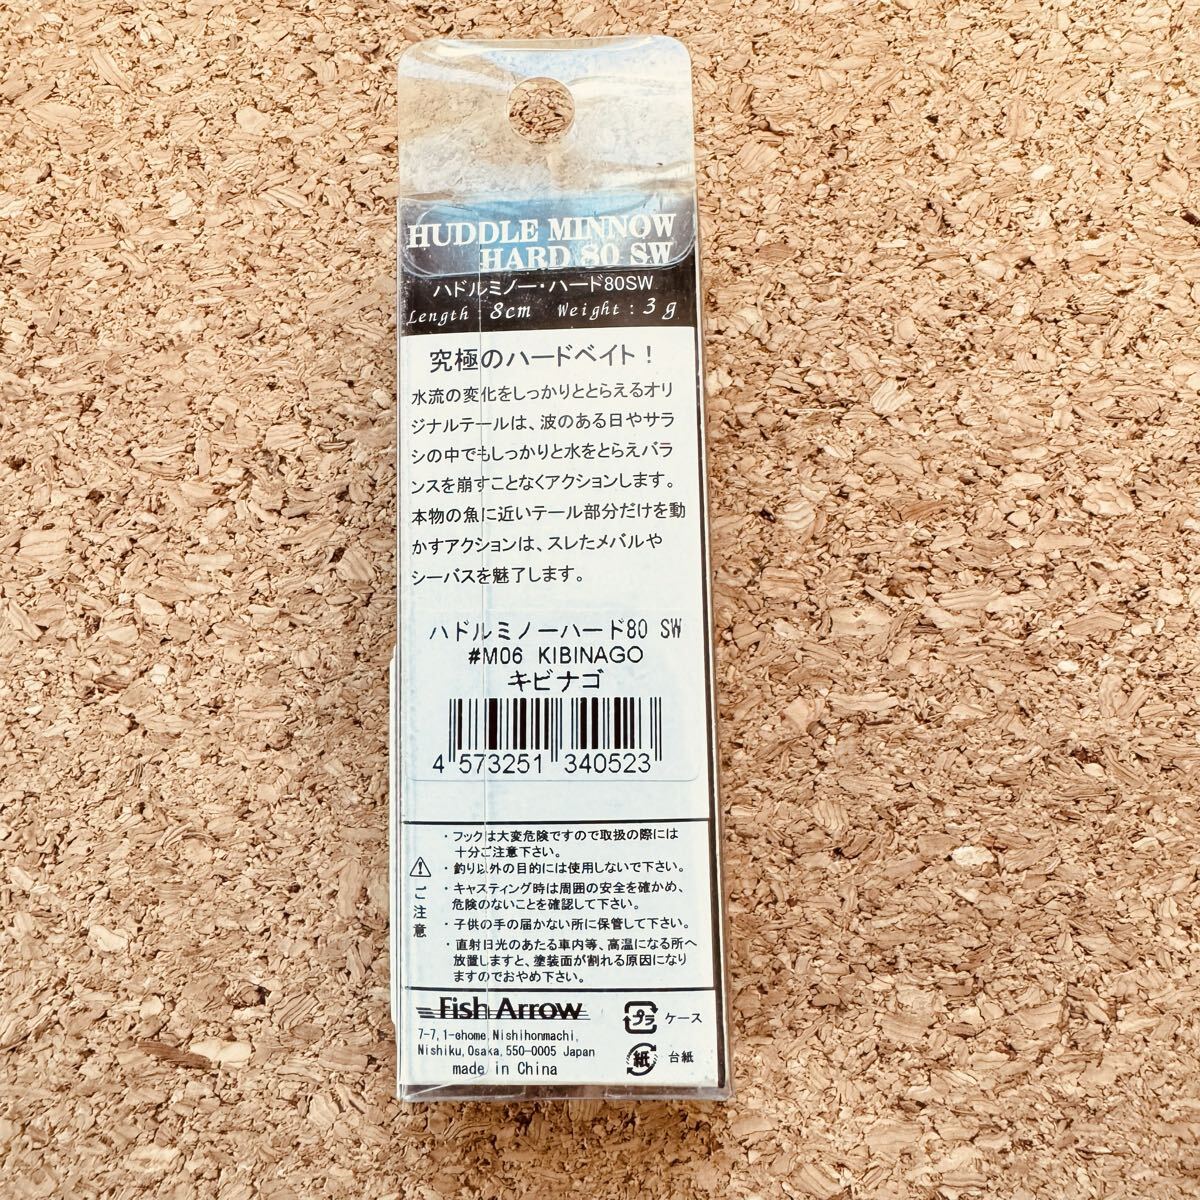 HUDDLE MINNOW
HARD 80 SW
ハドルミノー・ハード80SW
Length : 8cm Weight : 3g
究極のハードベイト!
水流の変化をしっかりととらえるオリ
ジナルテールは、波のある日やサラ
シの中でもしっかりと水をとらえバラ
ンスを崩すことなくアクションします。
本物の魚に近いテール部分だけを動
かすアクションは、スレたメバルや
シーバスを魅了します。
ハドルミノーハード80 SW
#M06 KIBINAGO
キビナゴ
4 573251 340523
ご注意
・フックは大変危険ですので取扱の際には
十分ご注意下さい。
・釣り以外の目的には使用しないで下さい。
・キャスティング時は周囲の安全を確かめ、
危険のないことを確認して下さい。
・子供の手の届かない所に保管して下さい。
・直射日光のあたる車内等、高温になる所へ
放置しますと、塗装面が割れる原因になり
ますのでおやめ下さい。
Fish Arrow
7-7,1-chome,Nishihonmachi,
Nishiku,Osaka,550-0005 Japan
made in China
プラ ケース
紙 台紙